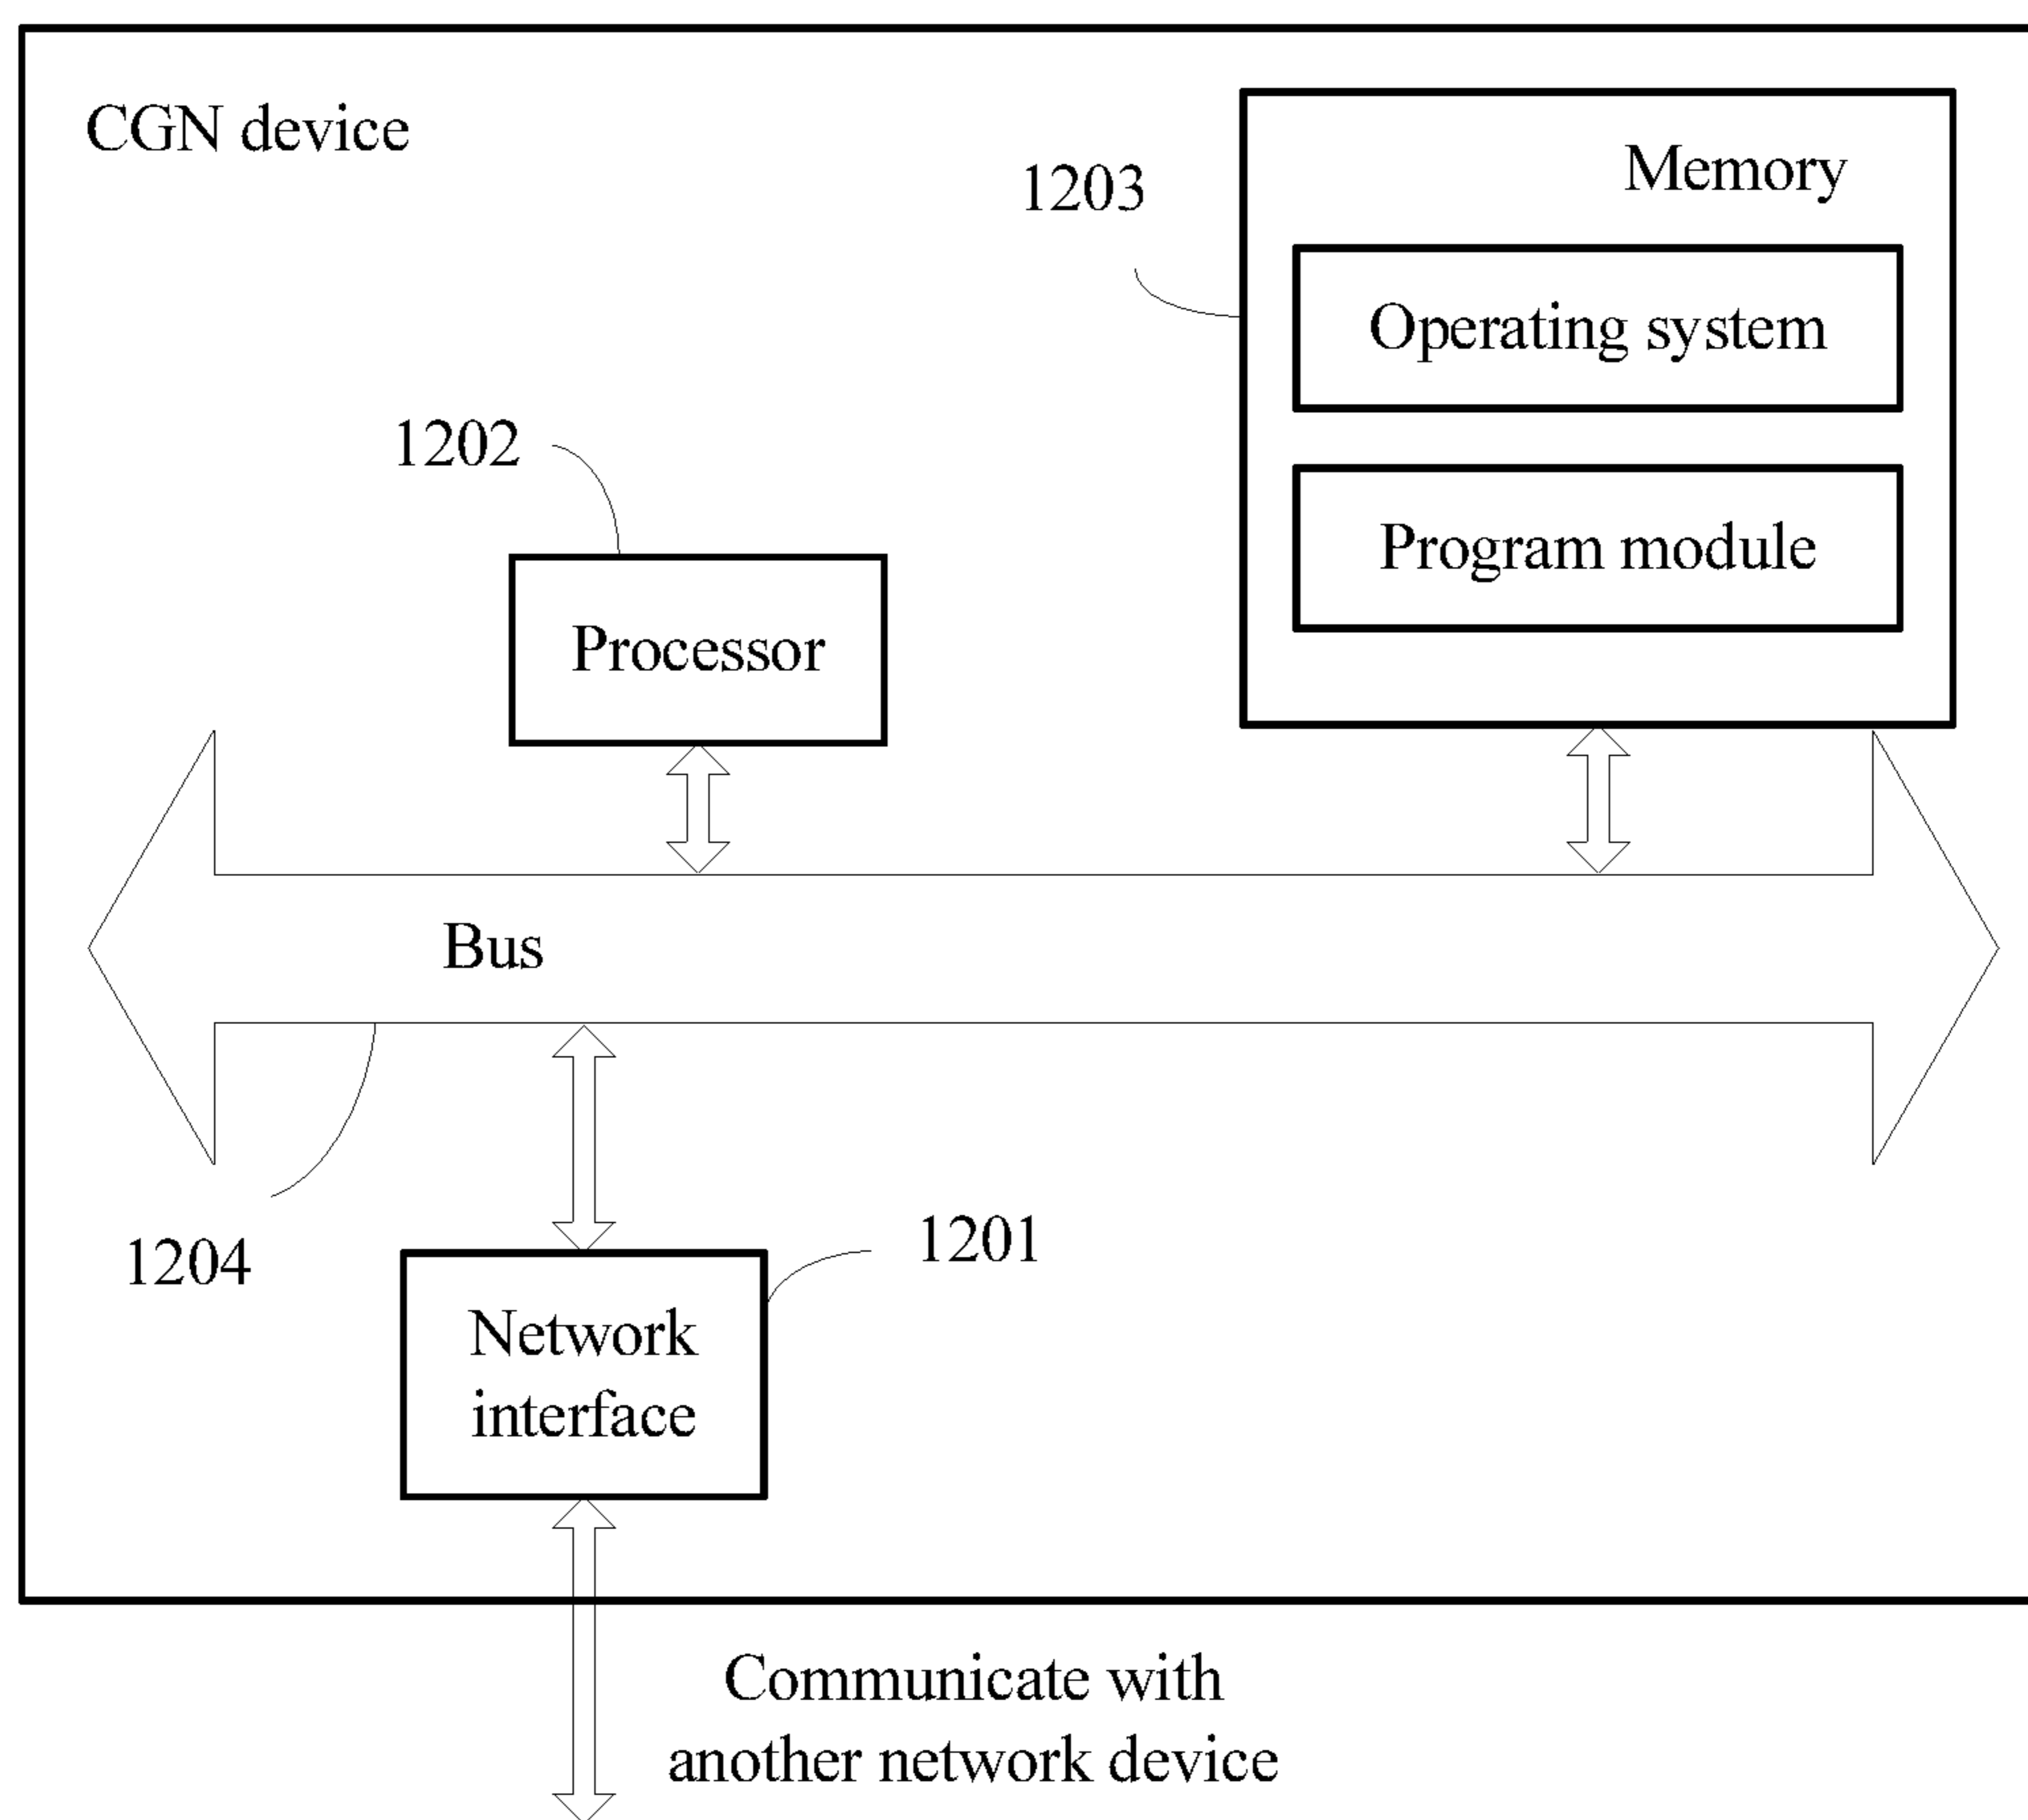 CGN device
Memory
1203
Operating system
1202
Program module
Processor
Bus
1204
1201
Network
interface
Communicate with
another network device